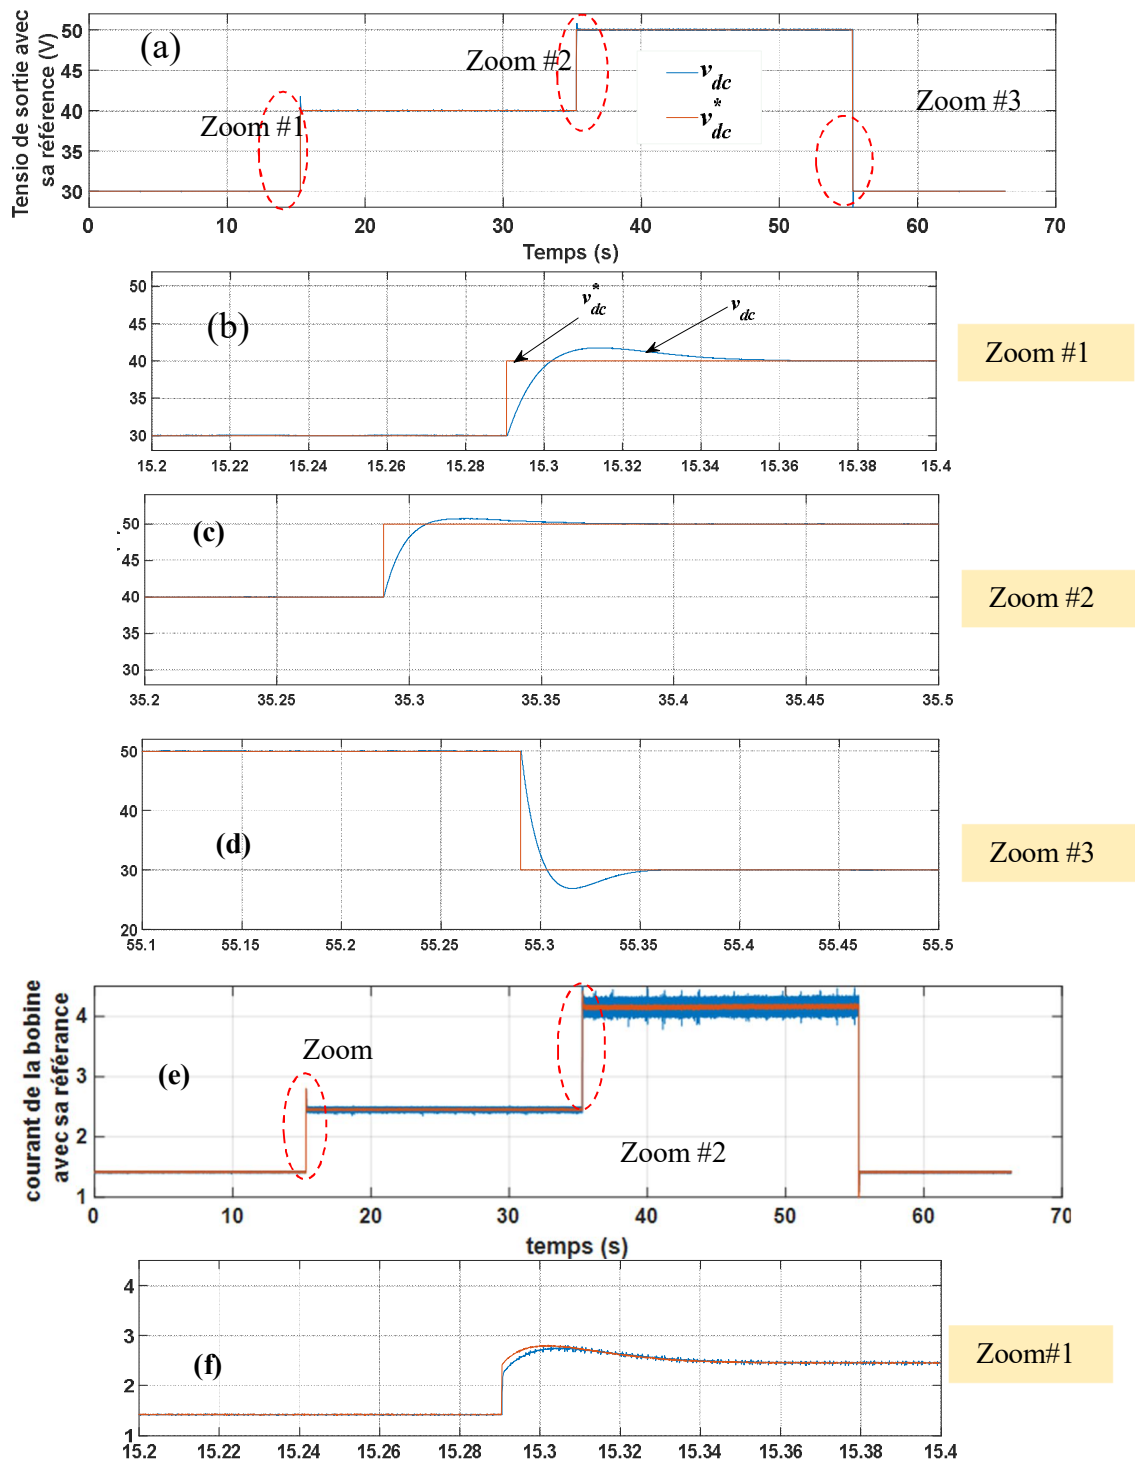 Tensio de sortie avec
sa référence (V)
(a)
50
45
40
35
30
Zoom #1
Zoom #2
Zoom #3
v_dc
v*_dc
0 10 20 30 40 50 60 70
Temps (s)
(b)
50
45
40
35
30
v*_dc
v_dc
Zoom #1
15.2 15.22 15.24 15.26 15.28 15.3 15.32 15.34 15.36 15.38 15.4
(c)
50
45
40
35
30
Zoom #2
35.2 35.25 35.3 35.35 35.4 35.45 35.5
(d)
50
40
30
20
Zoom #3
55.1 55.15 55.2 55.25 55.3 55.35 55.4 55.45 55.5
courant de la bobine
avec sa référance
(e)
4
3
2
1
Zoom
Zoom #2
0 10 20 30 40 50 60 70
temps (s)
(f)
4
3
2
1
Zoom#1
15.2 15.22 15.24 15.26 15.28 15.3 15.32 15.34 15.36 15.38 15.4